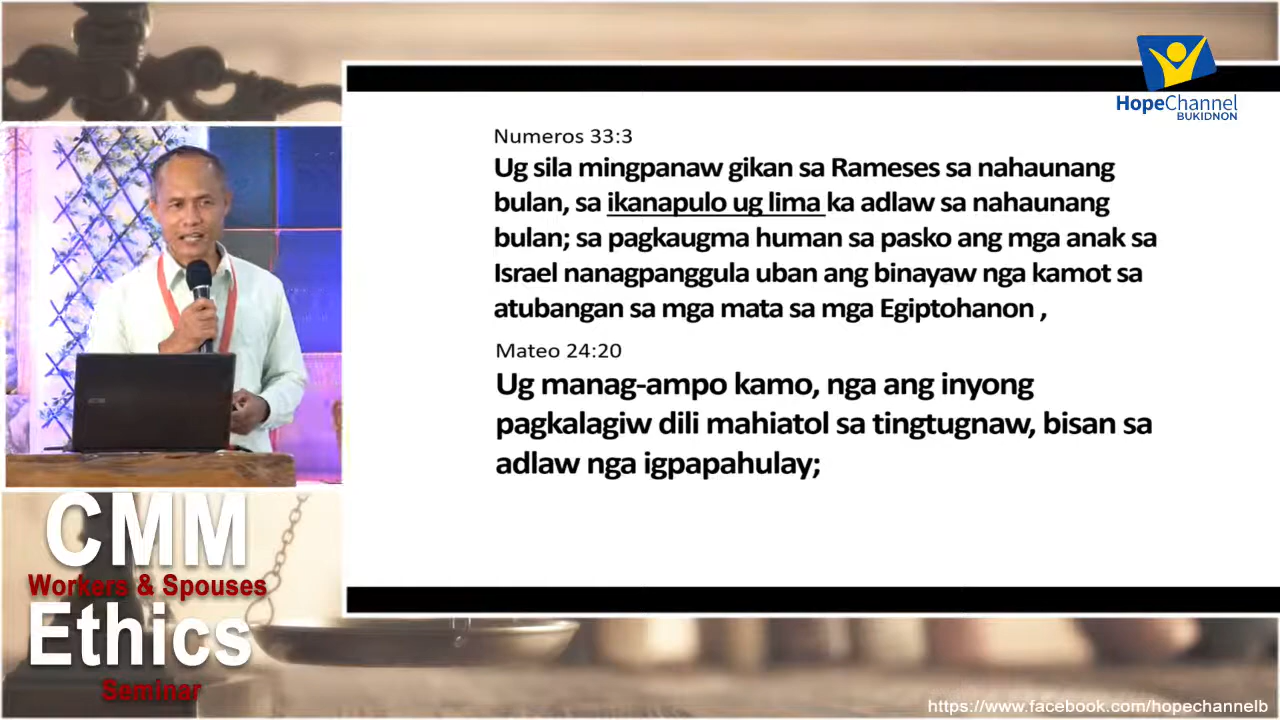 HopeChannel
BUKIDNON
Numeros 33:3
Ug sila mingpanaw gikan sa Rameses sa nahaunang
bulan, sa ikanapulo ug lima ka adlaw sa nahaunang
bulan; sa pagkaugma human sa pasko ang mga anak sa
Israel nanagpanggula uban ang binayaw nga kamot sa
atubangan sa mga mata sa mga Egiptohanon ,
Mateo 24:20
Ug manag-ampo kamo, nga ang inyong
pagkalagiw dili mahiatol sa tingtugnaw, bisan sa
adlaw nga igpapahulay;
CMM
Workers & Spouses
Ethics
Seminar
https://www.facebook.com/hopechannelb